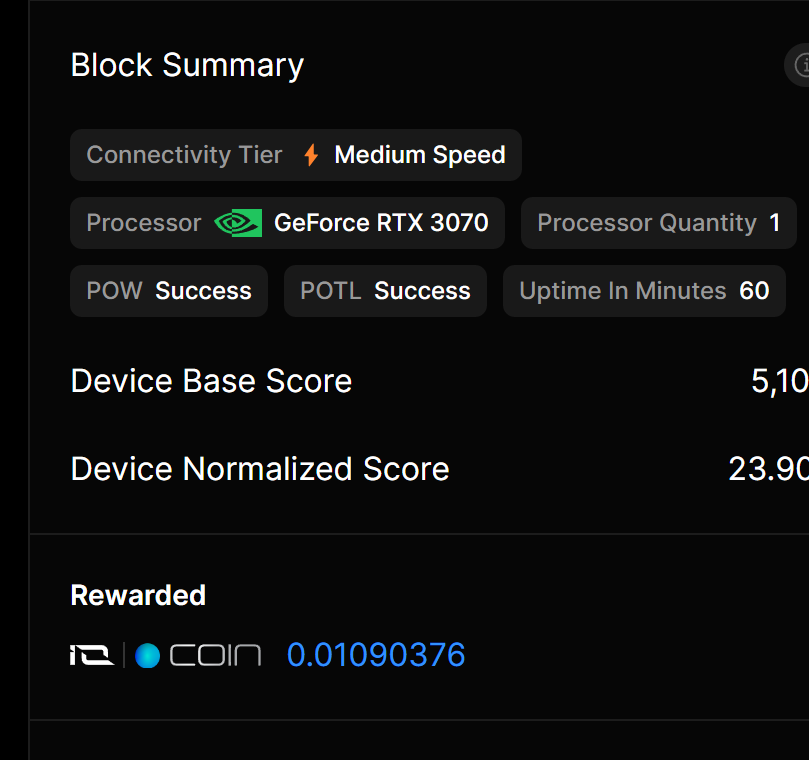 Block Summary
Connectivity Tier Medium Speed
Processor GeForce RTX 3070 Processor Quantity 1
POW Success POTL Success Uptime In Minutes 60
Device Base Score 5,10
Device Normalized Score 23.90
Rewarded
IO COIN 0.01090376